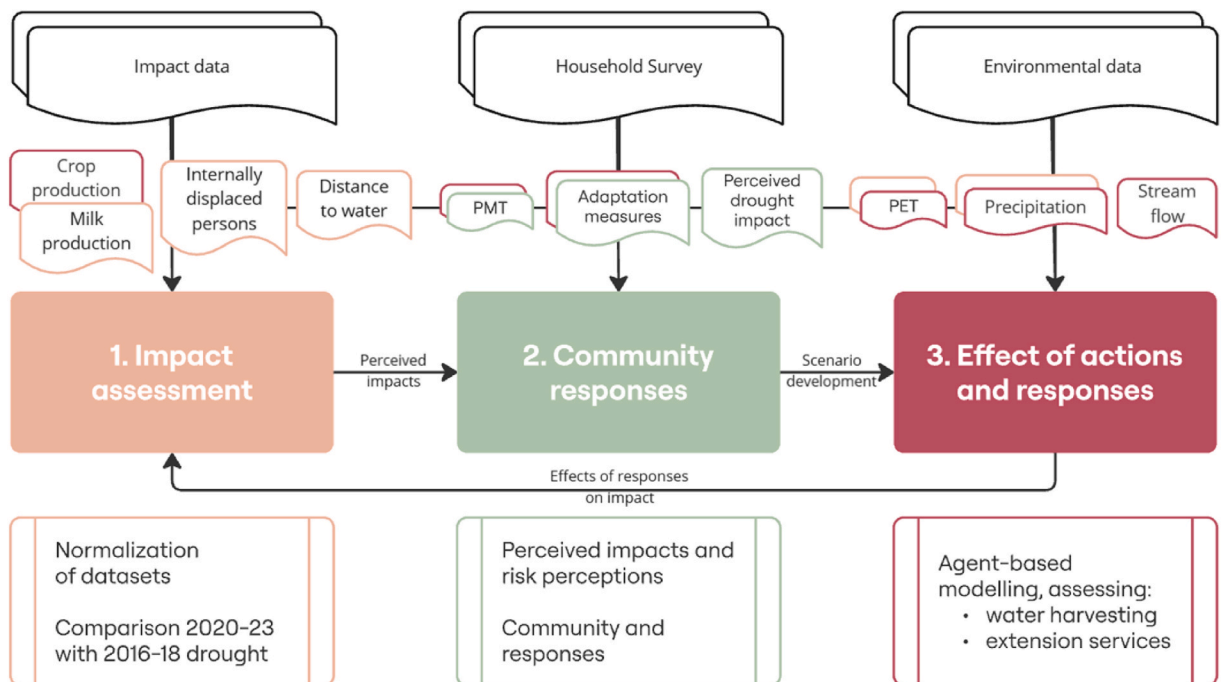 Impact data
Household Survey
Environmental data
Crop
production
Milk
production
Internally
displaced
persons
Distance
to water
PMT
Adaptation
measures
Perceived
drought
impact
PET
Precipitation
Stream
flow
1. Impact
assessment
Perceived
impacts
2. Community
responses
Scenario
development
3. Effect of actions
and responses
Effects of responses
on impact
Normalization
of datasets
Comparison 2020-23
with 2016-18 drought
Perceived impacts and
risk perceptions
Community and
responses
Agent-based
modelling, assessing:
• water harvesting
• extension services